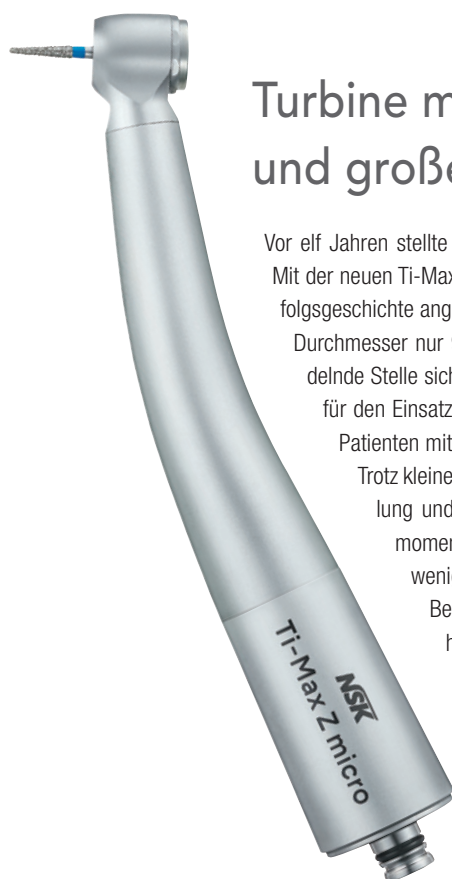 Turbine m
und große
Vor elf Jahren stellte
Mit der neuen Ti-Max
folgsgeschichte ang
Durchmesser nur
delnde Stelle sich
für den Einsatz
Patienten mit
Trotz kleine
lung und
momen
wenig
Be
h
NSK
Ti-Max Z micro